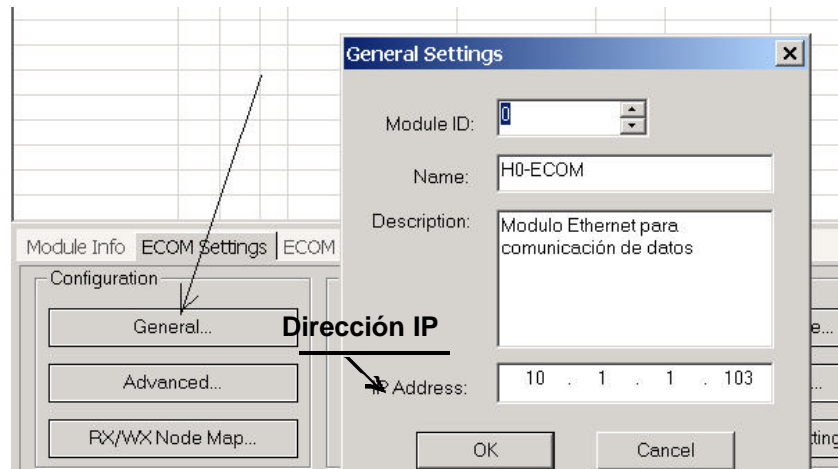 General Settings
Module ID: 0
Name: H0-ECOM
Description: Modulo Ethernet para
comunicación de datos
Module Info ECOM Settings ECOM
Configuration
General...
Dirección IP
Advanced...
IP Address: 10 . 1 . 1 . 103
RX/WX Node Map...
OK Cancel